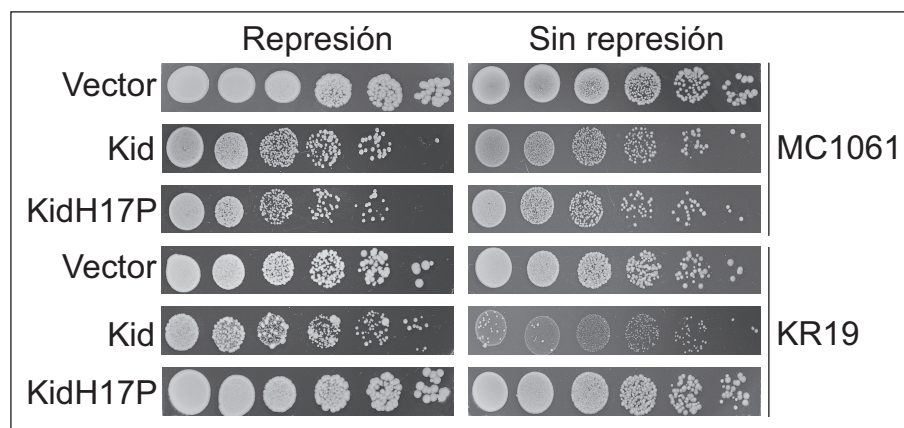 Represión Sin represión
Vector
Kid
KidH17P
MC1061
Vector
Kid
KidH17P
KR19